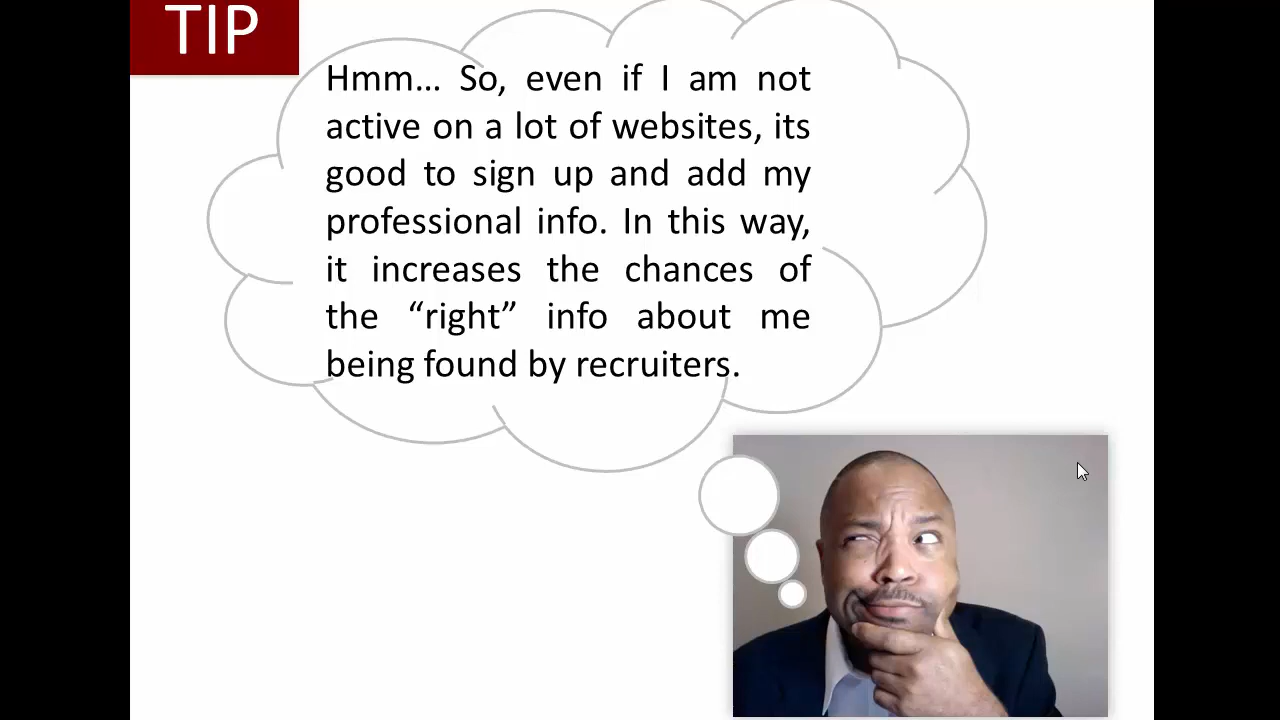 TIP
Hmm... So, even if I am not
active on a lot of websites, its
good to sign up and add my
professional info. In this way,
it increases the chances of
the “right” info about me
being found by recruiters.